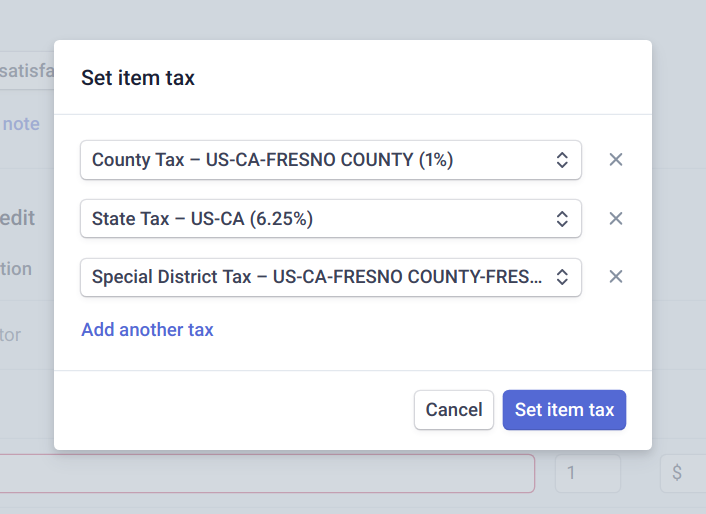 satisfa
Set item tax
note
County Tax – US-CA-FRESNO COUNTY (1%)
edit
State Tax – US-CA (6.25%)
tion
Special District Tax – US-CA-FRESNO COUNTY-FRES...
tor
Add another tax
Cancel
Set item tax
1
$